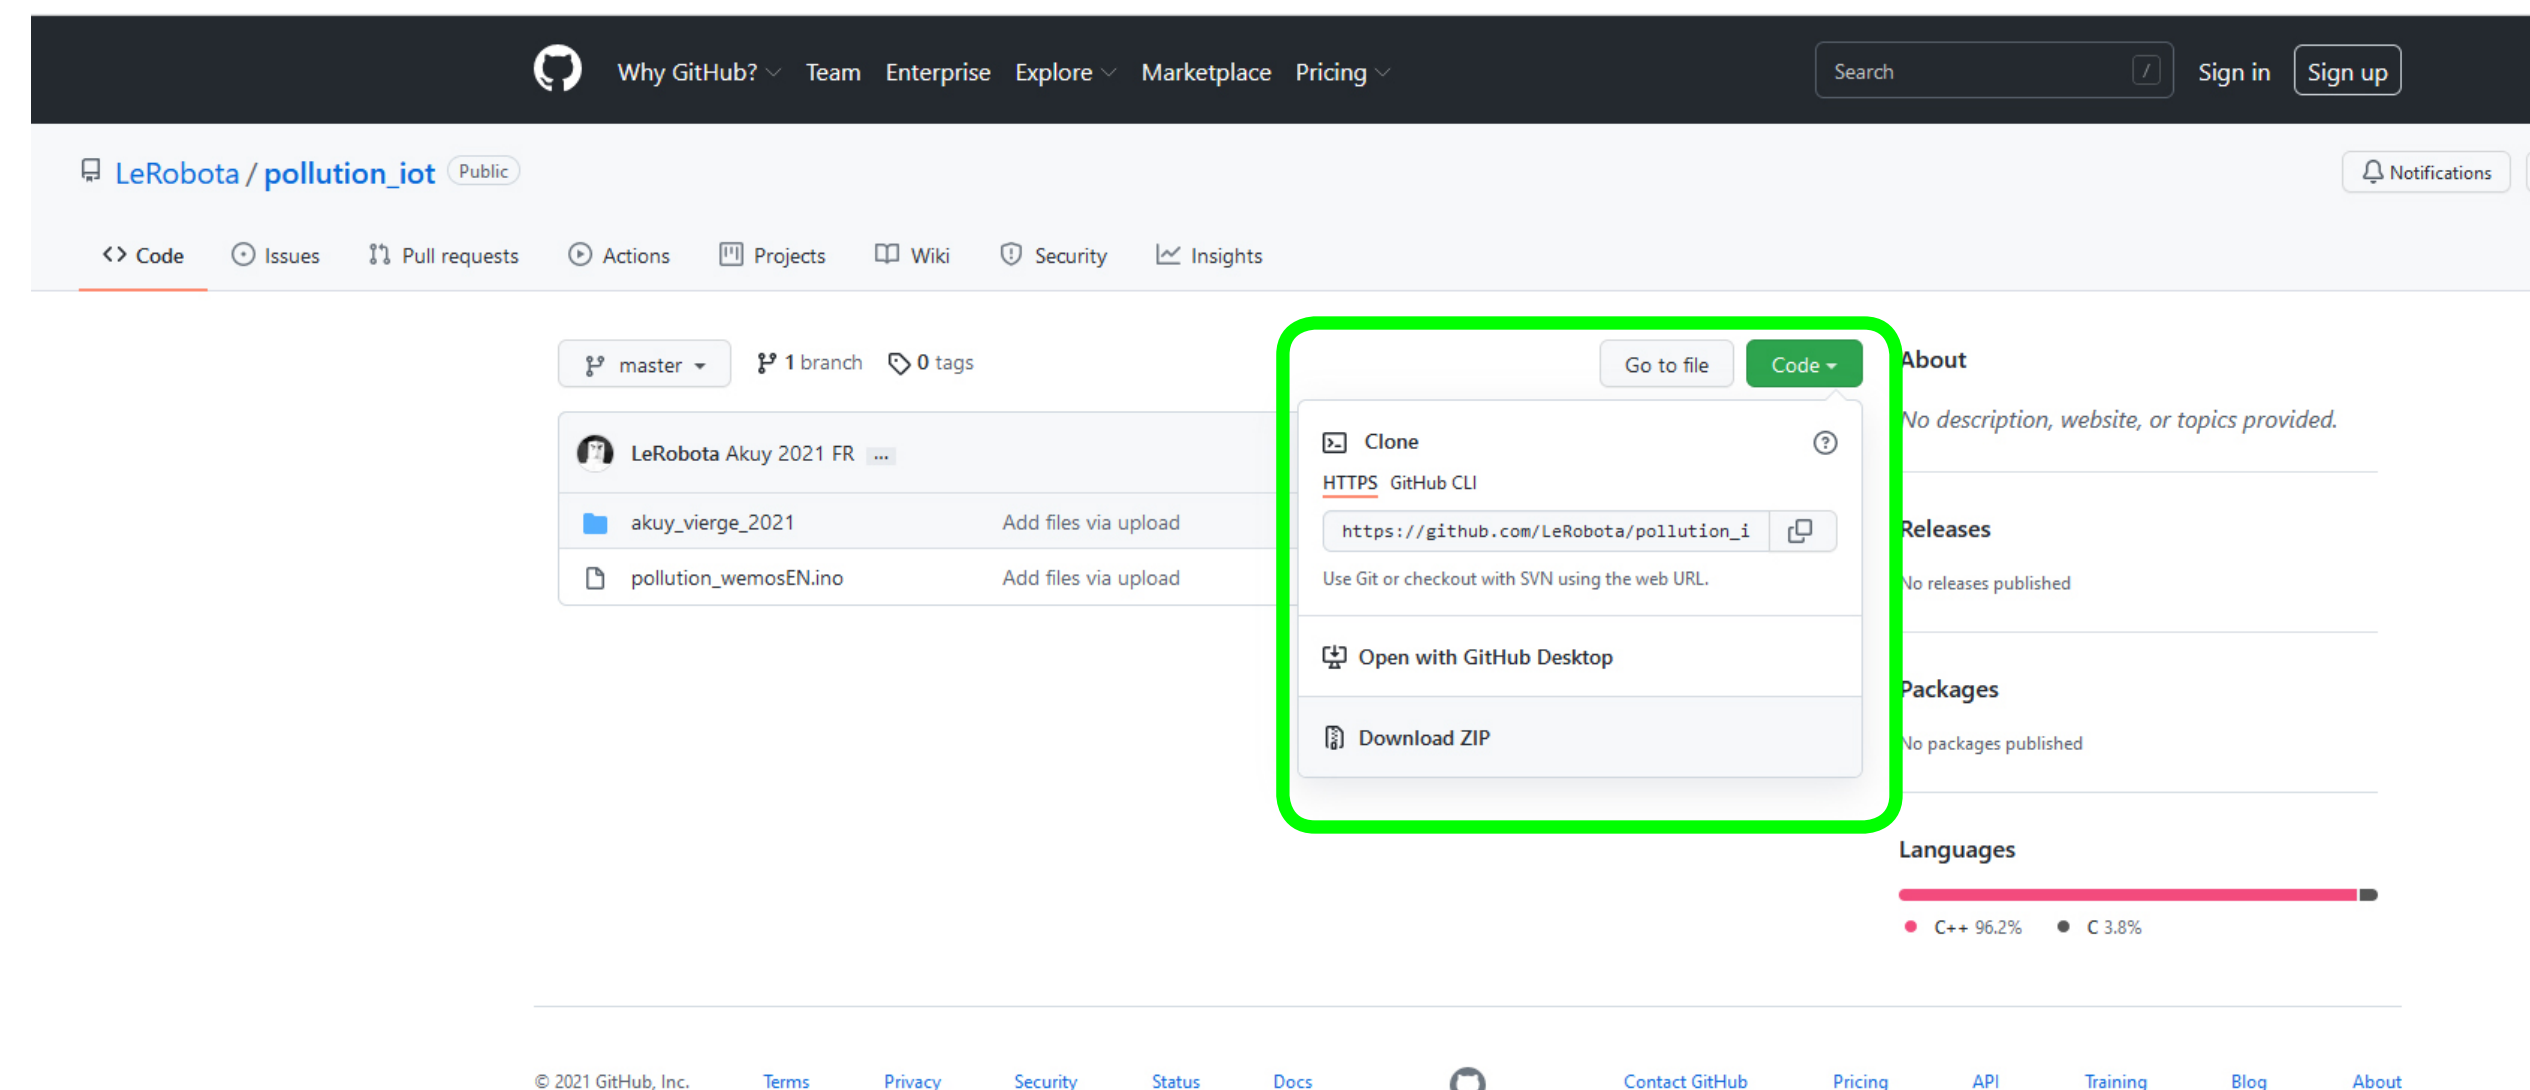 Why GitHub? Team Enterprise Explore Marketplace Pricing Search / Sign in Sign up
LeRobota / pollution_iot Public Notifications
<> Code Issues Pull requests Actions Projects Wiki Security Insights
master 1 branch 0 tags Go to file Code
LeRobota Akuy 2021 FR ...
akuy_vierge_2021 Add files via upload
pollution_wemosEN.ino Add files via upload
Clone
HTTPS GitHub CLI
https://github.com/LeRobota/pollution_i
Use Git or checkout with SVN using the web URL.
Open with GitHub Desktop
Download ZIP
About
No description, website, or topics provided.
Releases
No releases published
Packages
No packages published
Languages
C++ 96.2% C 3.8%
© 2021 GitHub, Inc. Terms Privacy Security Status Docs Contact GitHub Pricing API Training Blog About